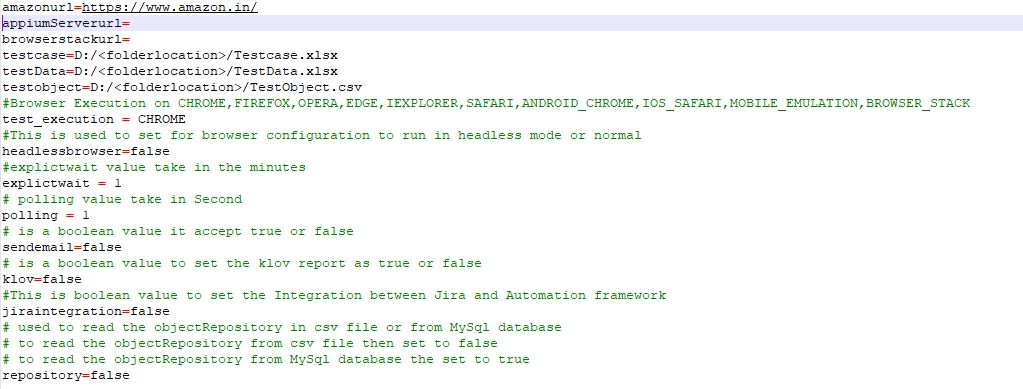 amazonurl=https://www.amazon.in/
appiumServerurl=
browserstackurl=
testcase=D:/<folderlocation>/Testcase.xlsx
testData=D:/<folderlocation>/TestData.xlsx
testobject=D:/<folderlocation>/TestObject.csv
#Browser Execution on CHROME,FIREFOX,OPERA,EDGE,IEXPLORER,SAFARI,ANDROID_CHROME,IOS_SAFARI,MOBILE_EMULATION,BROWSER_STACK
test_execution = CHROME
#This is used to set for browser configuration to run in headless mode or normal
headlessbrowser=false
#explictwait value take in the minutes
explictwait = 1
# polling value take in Second
polling = 1
# is a boolean value it accept true or false
sendemail=false
# is a boolean value to set the klov report as true or false
klov=false
#This is boolean value to set the Integration between Jira and Automation framework
jiraintegration=false
# used to read the objectRepository in csv file or from MySql database
# to read the objectRepository from csv file then set to false
# to read the objectRepository from MySql database the set to true
repository=false